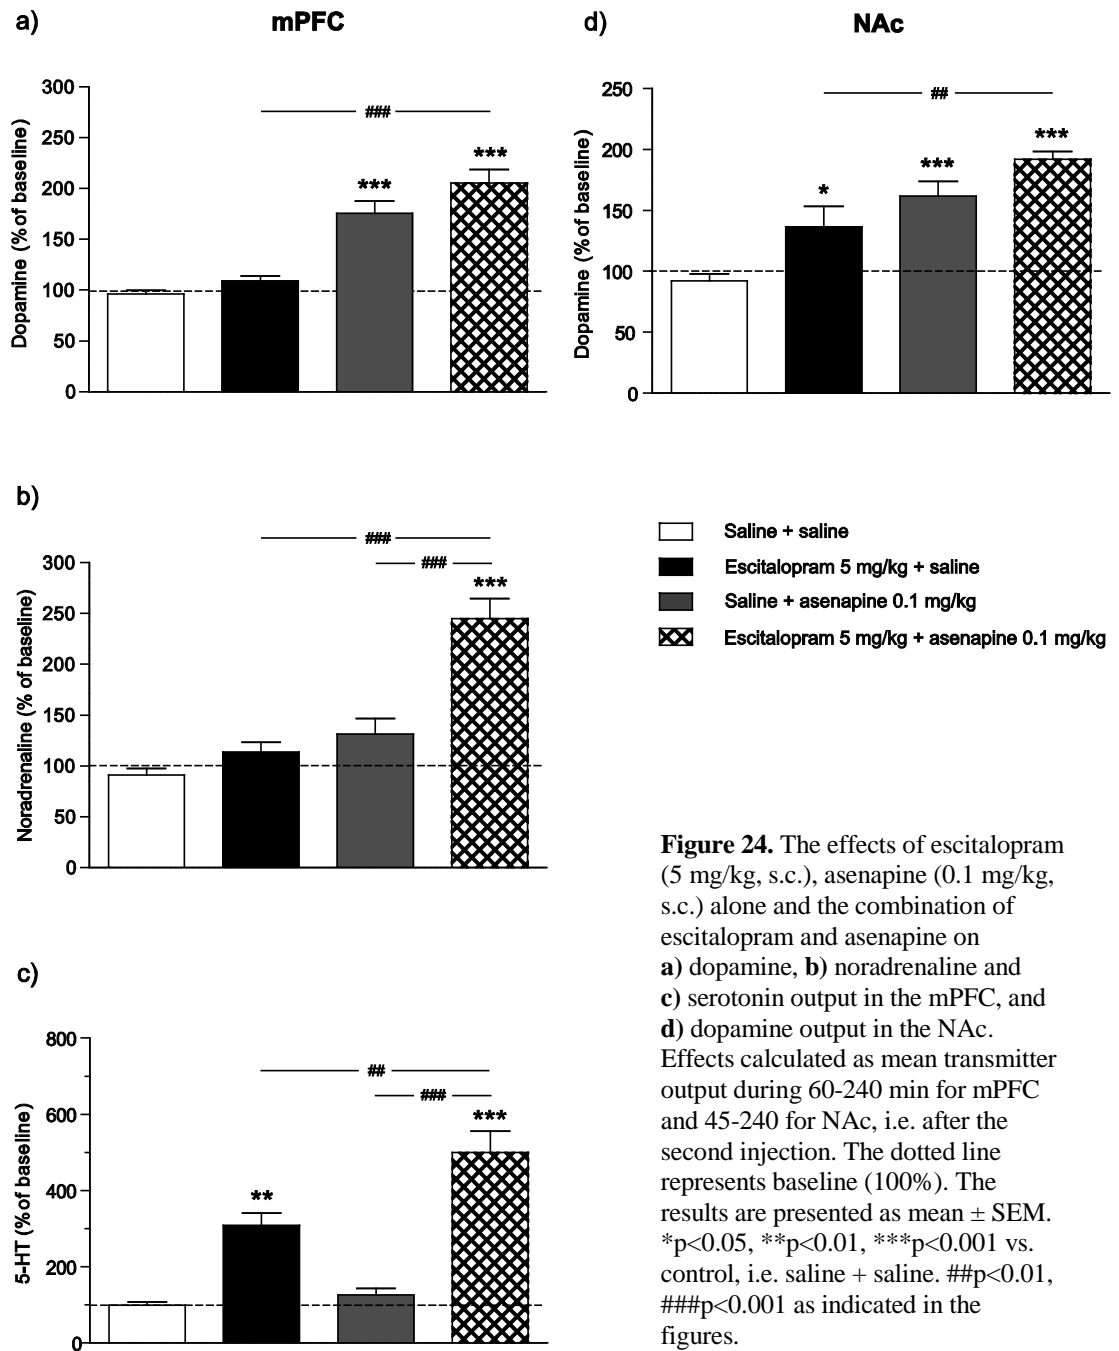 a)
mPFC
300
250
200
150
100
50
0
Dopamine (% of baseline)
###
***
***
d)
NAc
250
200
150
100
50
0
Dopamine (% of baseline)
##
*
***
***
b)
300
250
200
150
100
50
0
Noradrenaline (% of baseline)
###
###
***
Saline + saline
Escitalopram 5 mg/kg + saline
Saline + asenapine 0.1 mg/kg
Escitalopram 5 mg/kg + asenapine 0.1 mg/kg
c)
800
600
400
200
0
5-HT (% of baseline)
##
###
**
***
Figure 24. The effects of escitalopram
(5 mg/kg, s.c.), asenapine (0.1 mg/kg,
s.c.) alone and the combination of
escitalopram and asenapine on
a) dopamine, b) noradrenaline and
c) serotonin output in the mPFC, and
d) dopamine output in the NAc.
Effects calculated as mean transmitter
output during 60-240 min for mPFC
and 45-240 for NAc, i.e. after the
second injection. The dotted line
represents baseline (100%). The
results are presented as mean ± SEM.
*p<0.05, **p<0.01, ***p<0.001 vs.
control, i.e. saline + saline. ##p<0.01,
###p<0.001 as indicated in the
figures.